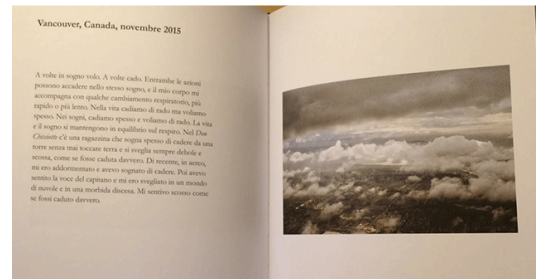 Vancouver, Canada, novembre 2015
A volte in sogno volo. A volte cado. Entrambe le azioni
possono accadere nello stesso sogno, e il mio corpo mi
accompagna con qualche cambiamento respiratorio, più
rapido o più lento. Nella vita cadiamo di rado ma voliamo
spesso. Nei sogni, cadiamo spesso e voliamo di rado. La vita
e il sogno si mantengono in equilibrio sul respiro. Nel Don
Chisciotte c'è una ragazzina che sogna spesso di cadere da una
torre senza mai toccare terra e si sveglia sempre debole e
scossa, come se fosse caduta davvero. Di recente, in aereo,
mi ero addormentato e avevo sognato di cadere. Poi avevo
sentito la voce del capitano e mi ero svegliato in un mondo
di nuvole e in una morbida discesa. Mi sentivo scosso come
se fossi caduto davvero.